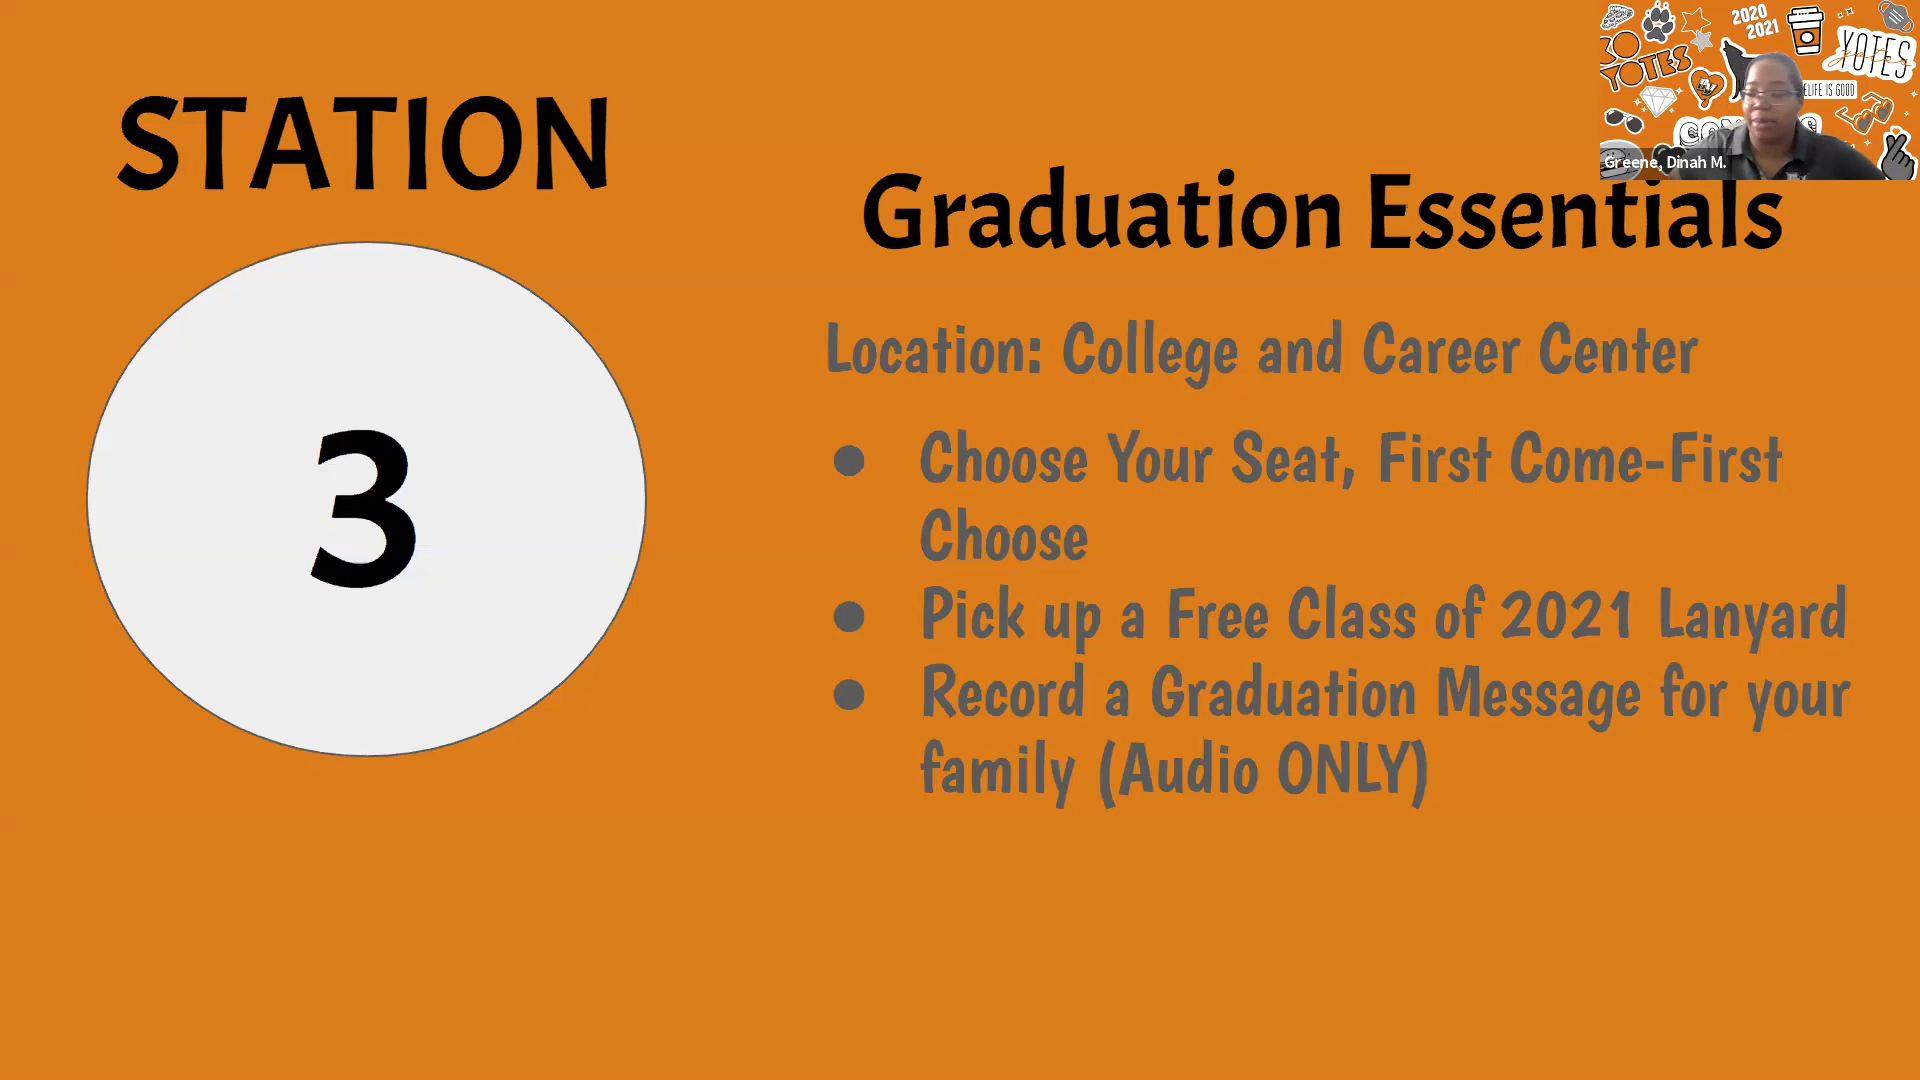 STATION
3
Graduation Essentials
Location: College and Career Center
● Choose Your Seat, First Come-First
Choose
● Pick up a Free Class of 2021 Lanyard
● Record a Graduation Message for your
family (Audio ONLY)
2020
2021
YOTES
YOTES
ELIFE IS GOOD
Greene, Dinah M.